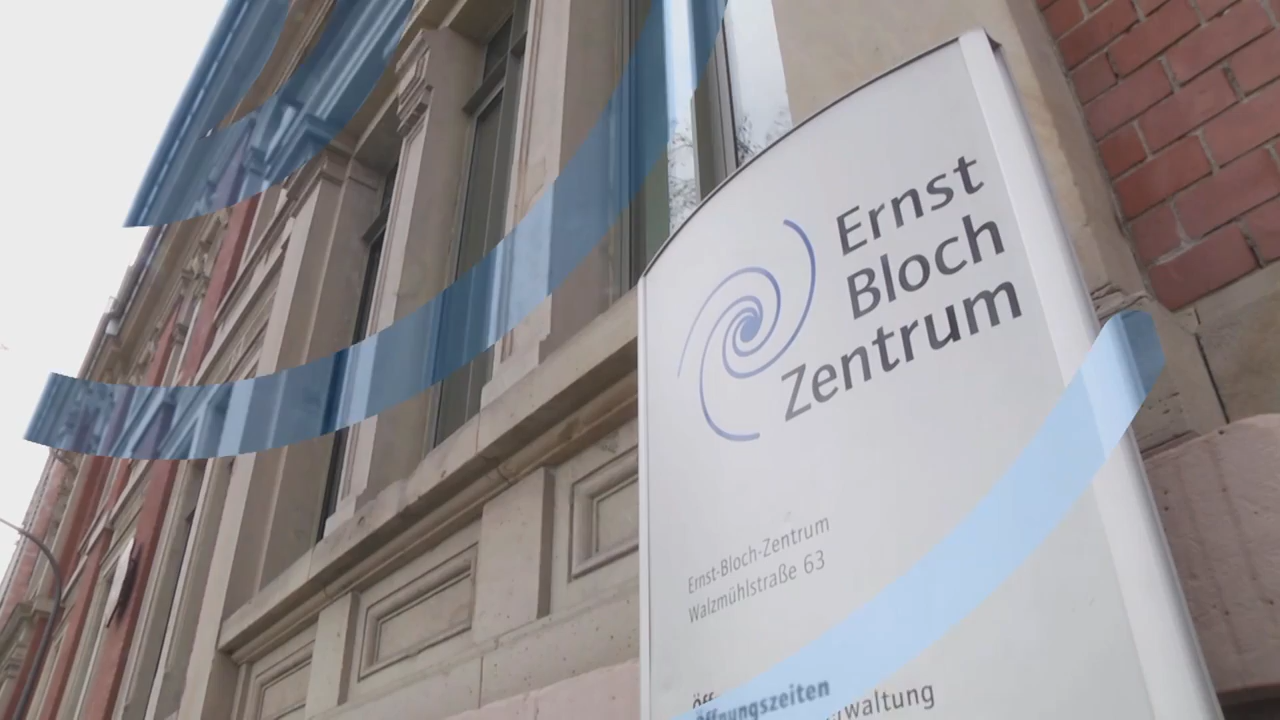 Ernst
Bloch
Zentrum
Ernst-Bloch-Zentrum
Walzmühlstraße 63
Öffnungszeiten